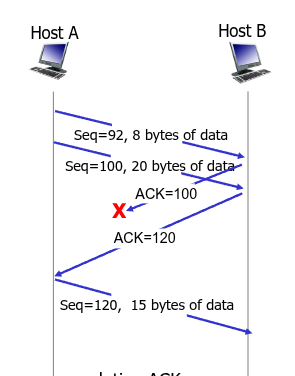 Host A
Host B
Seq=92, 8 bytes of data
Seq=100, 20 bytes of data
ACK=100
X
ACK=120
Seq=120,  15 bytes of data